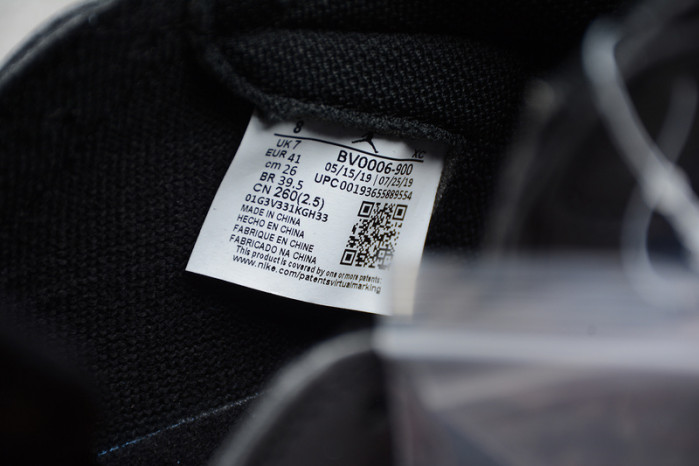 8 XC
UK 7
EUR 41
cm 26
BR 39.5
CN 260(2.5)
01G3V331KGH33
MADE IN CHINA
HECHO EN CHINA
FABRIQUE EN CHINE
FABRICADO NA CHINA
BV0006-900
05/15/19 | 07/25/19
UPC00193655889554
This product is covered by one or more patents:
www.nike.com/patentsvirtualmarking